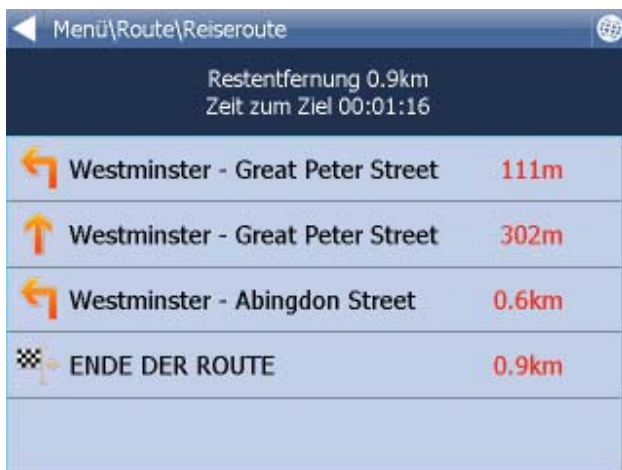 Menü\Route\Reiseroute
Restentfernung 0.9km
Zeit zum Ziel 00:01:16
Westminster - Great Peter Street 111m
Westminster - Great Peter Street 302m
Westminster - Abingdon Street 0.6km
ENDE DER ROUTE 0.9km